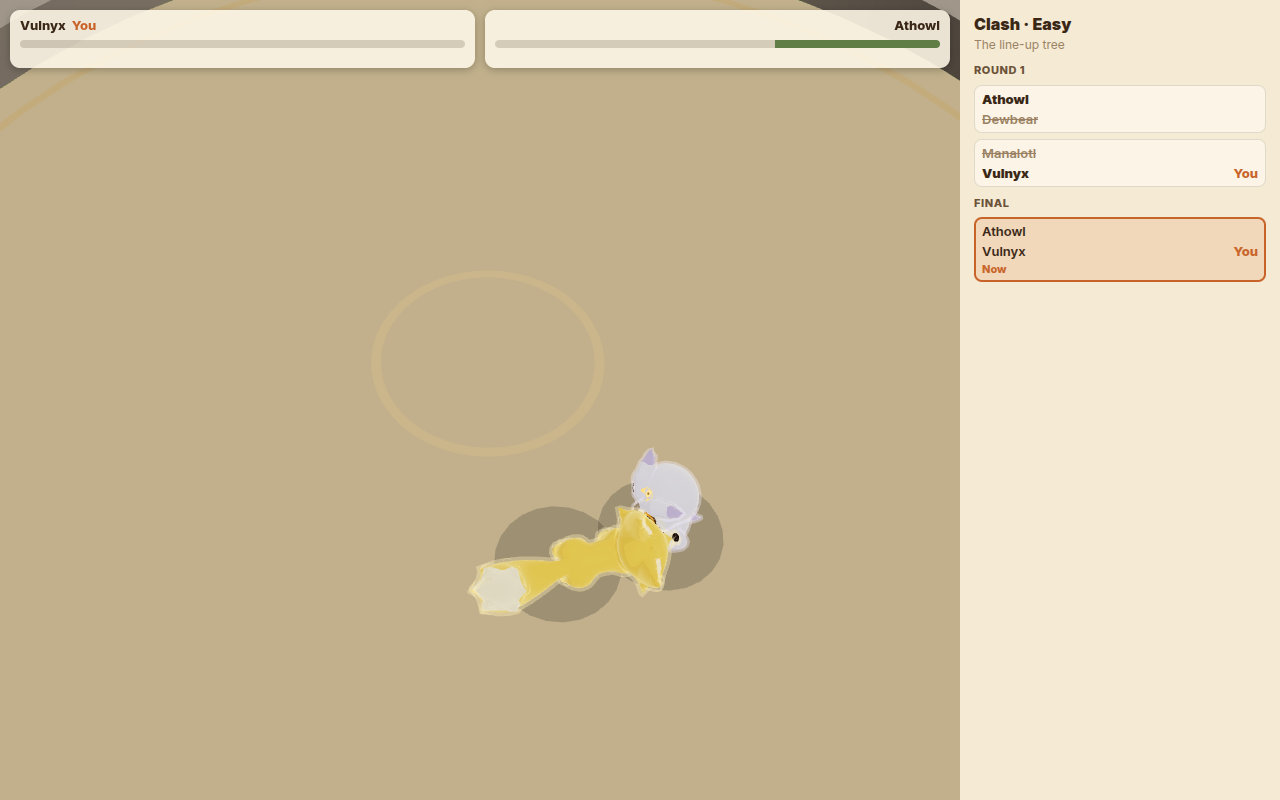 Vulnyx You
Athowl
Clash · Easy
The line-up tree
ROUND 1
Athowl
Dewbear
Manalotl
Vulnyx You
FINAL
Athowl
Vulnyx You
Now